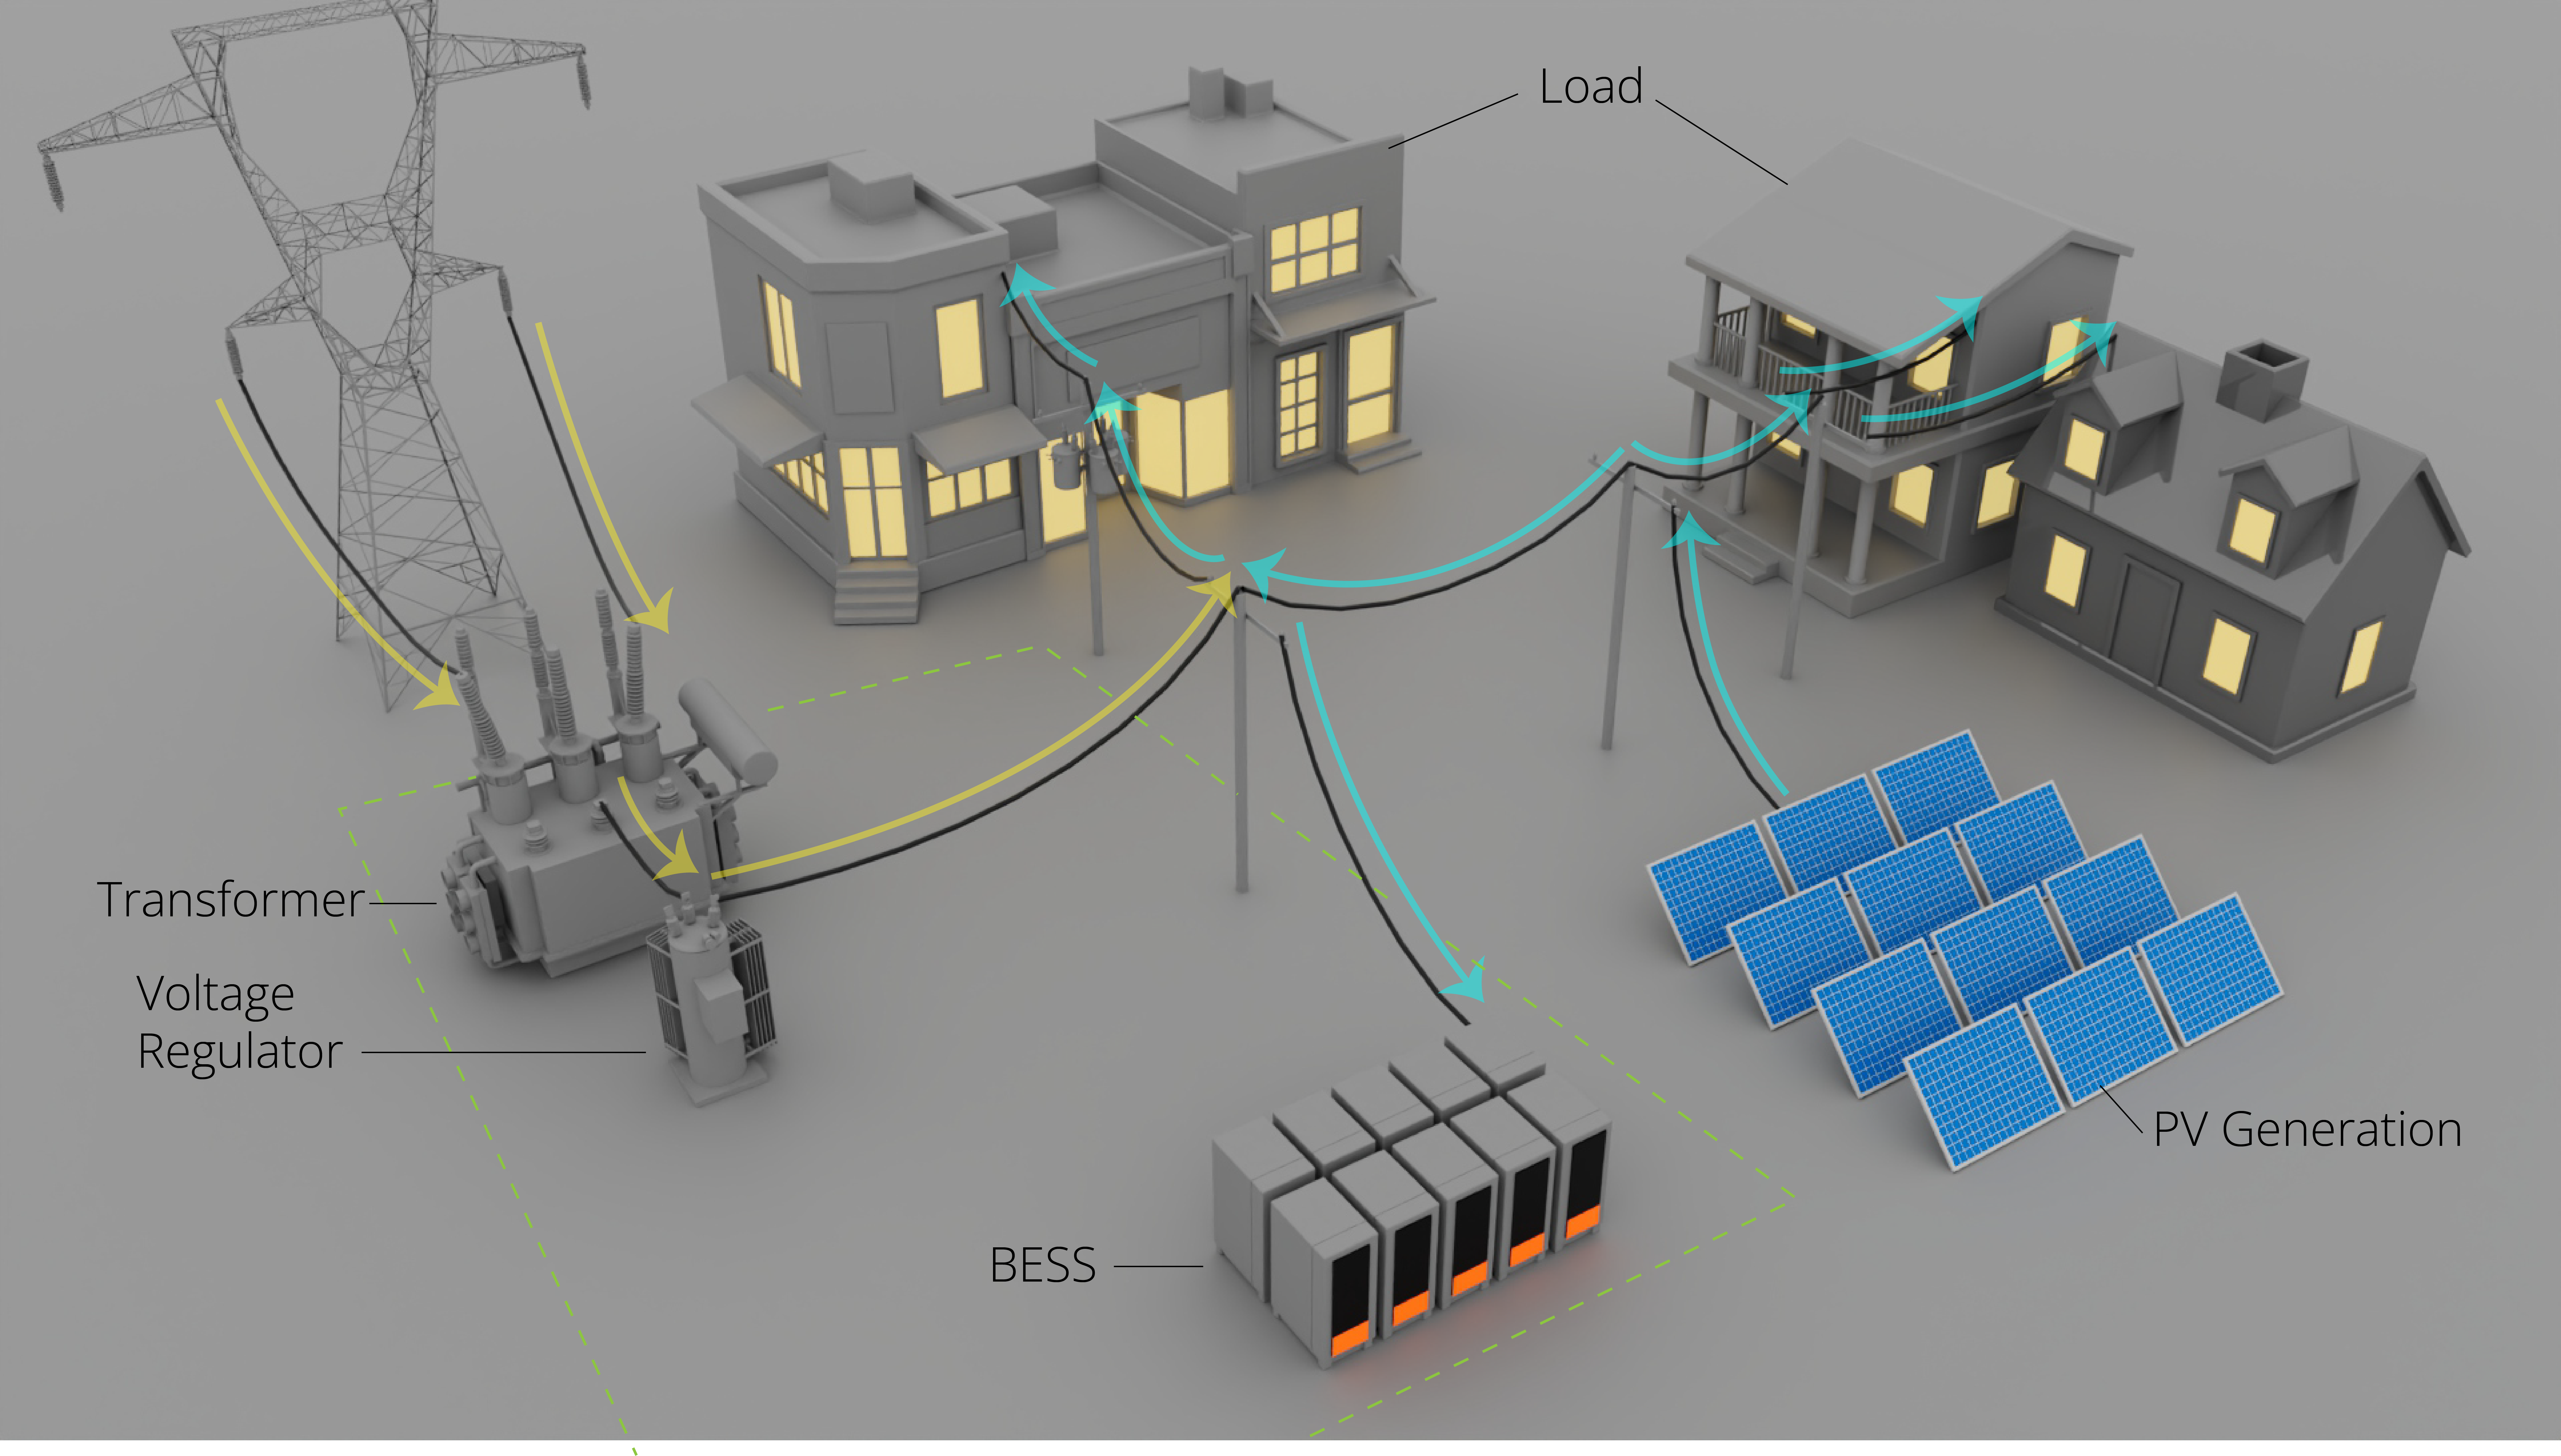 Load
Transformer
Voltage
Regulator
PV Generation
BESS